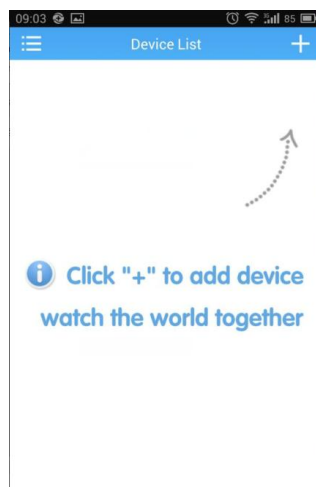 09:03 85
Device List
Click "+" to add device
watch the world together